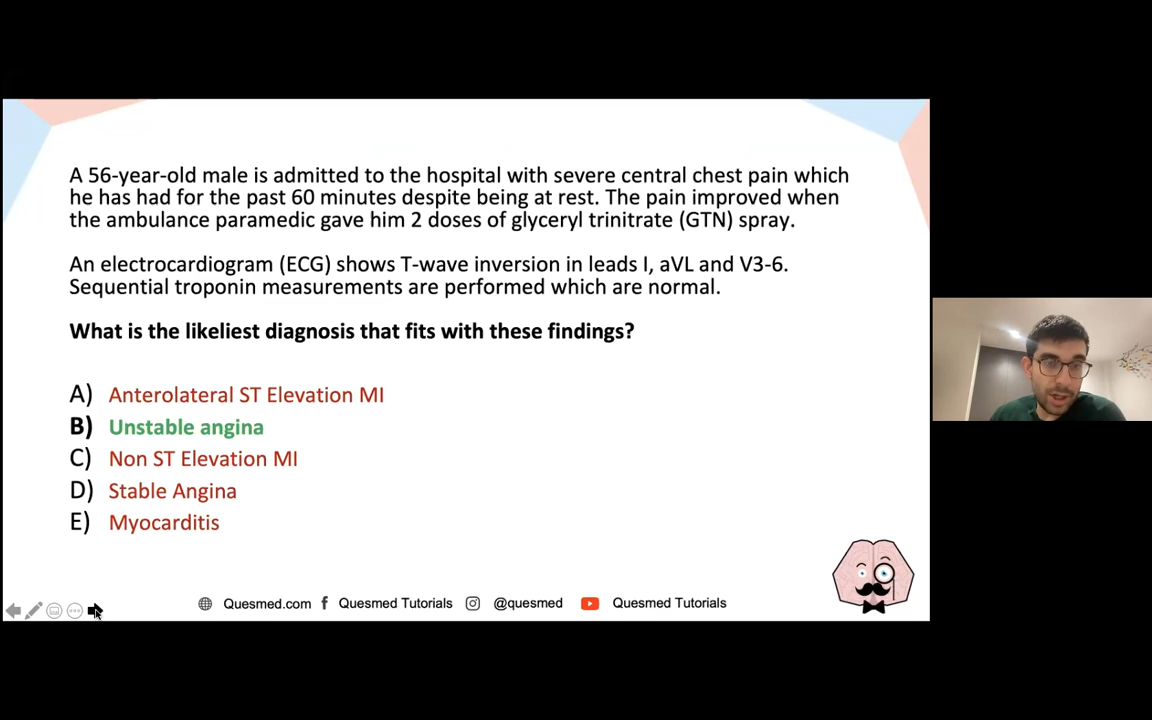 A 56-year-old male is admitted to the hospital with severe central chest pain which
he has had for the past 60 minutes despite being at rest. The pain improved when
the ambulance paramedic gave him 2 doses of glyceryl trinitrate (GTN) spray.
An electrocardiogram (ECG) shows T-wave inversion in leads I, aVL and V3-6.
Sequential troponin measurements are performed which are normal.
What is the likeliest diagnosis that fits with these findings?
A) Anterolateral ST Elevation MI
B) Unstable angina
C) Non ST Elevation MI
D) Stable Angina
E) Myocarditis
Quesmed.com f Quesmed Tutorials @quesmed Quesmed Tutorials